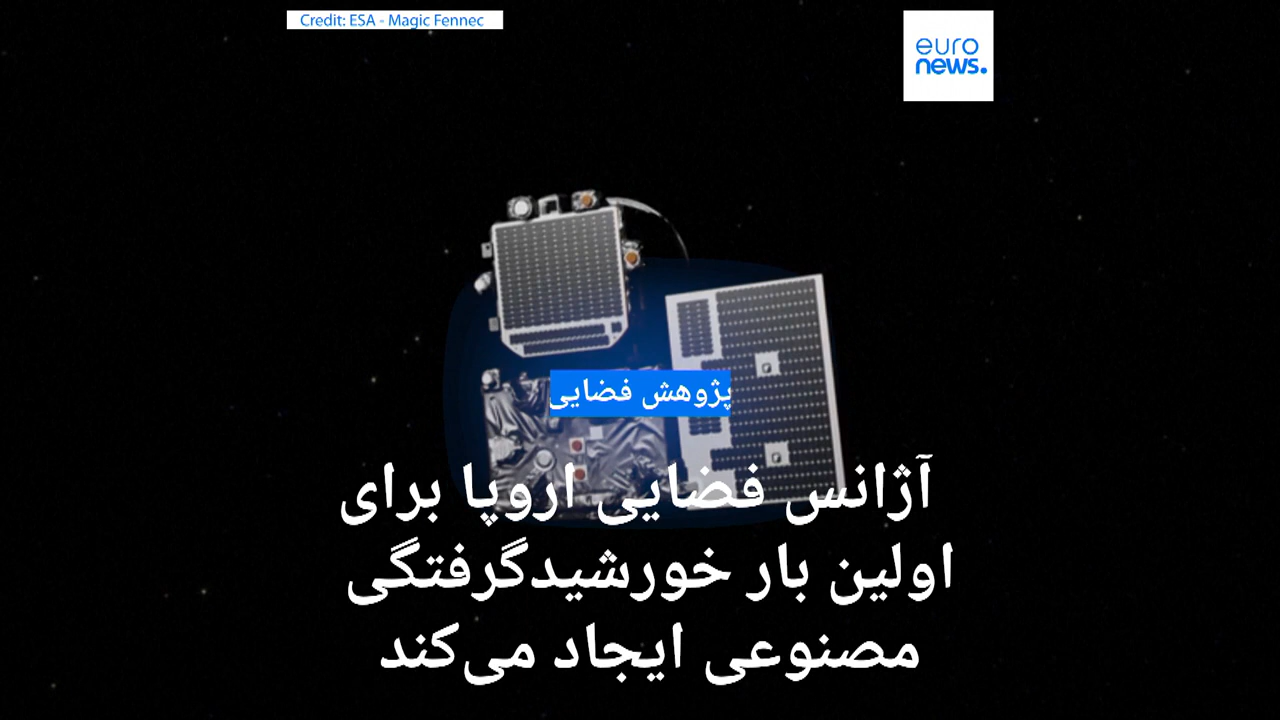 Credit: ESA - Magic Fennec
euro
news.
پژوهش فضایی
آژانس فضایی اروپا برای
اولین بار خورشیدگرفتگی
مصنوعی ایجاد می‌کند